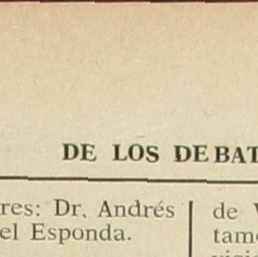 DE LOS DEBAT
res: Dr. Andrés
el Esponda.
de
tam